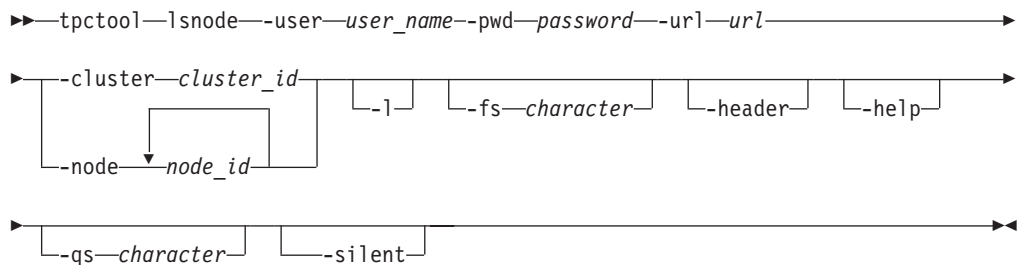 tpctool lsnode -user user_name -pwd password -url url
-cluster cluster_id -l -fs character -header -help
-node node_id
-qs character -silent